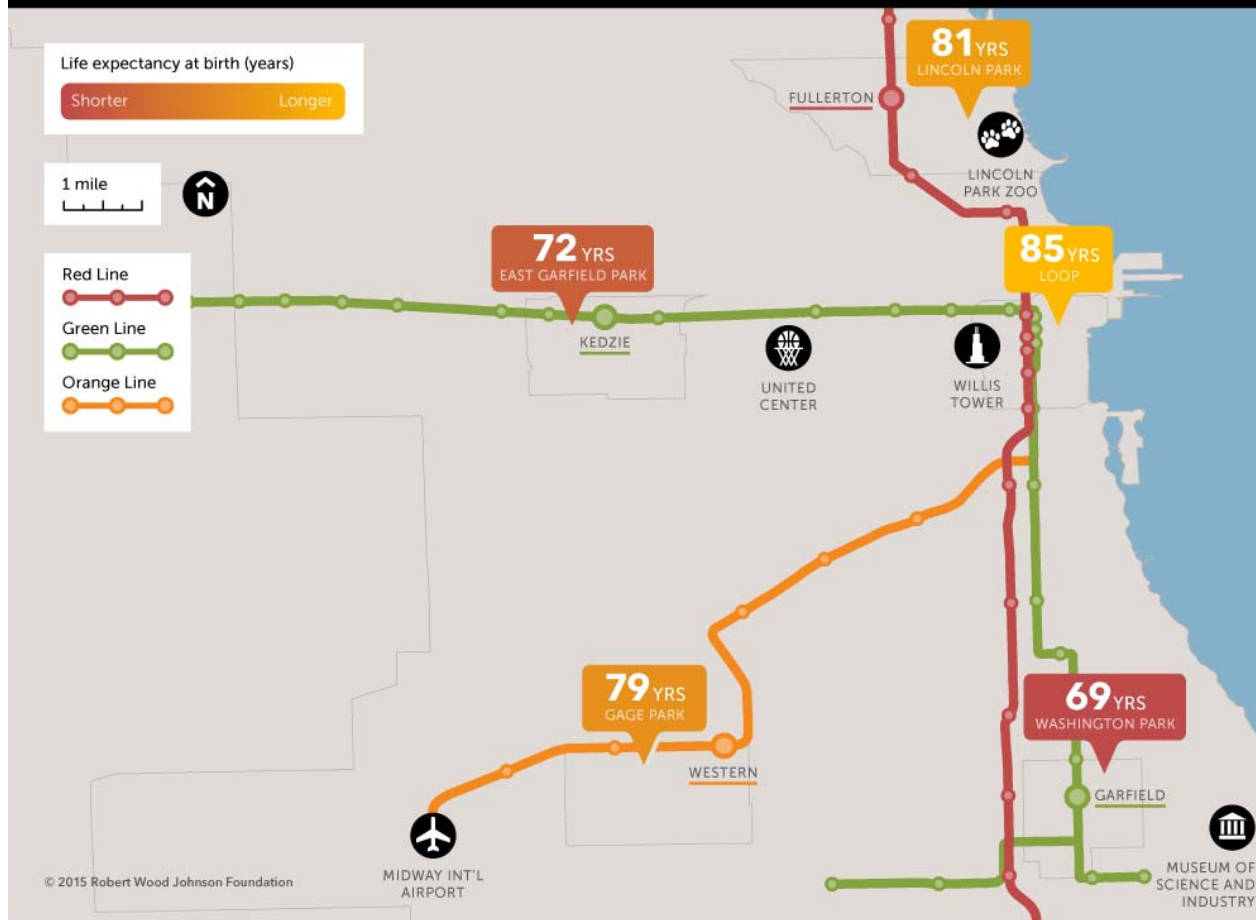 Life expectancy at birth (years)
Shorter Longer
1 mile
N
Red Line
Green Line
Orange Line
81 YRS
LINCOLN PARK
FULLERTON
LINCOLN
PARK ZOO
72 YRS
EAST GARFIELD PARK
85 YRS
LOOP
KEDZIE
UNITED
CENTER
WILLIS
TOWER
79 YRS
GAGE PARK
69 YRS
WASHINGTON PARK
WESTERN
GARFIELD
MIDWAY INT'L
AIRPORT
MUSEUM OF
SCIENCE AND
INDUSTRY
© 2015 Robert Wood Johnson Foundation